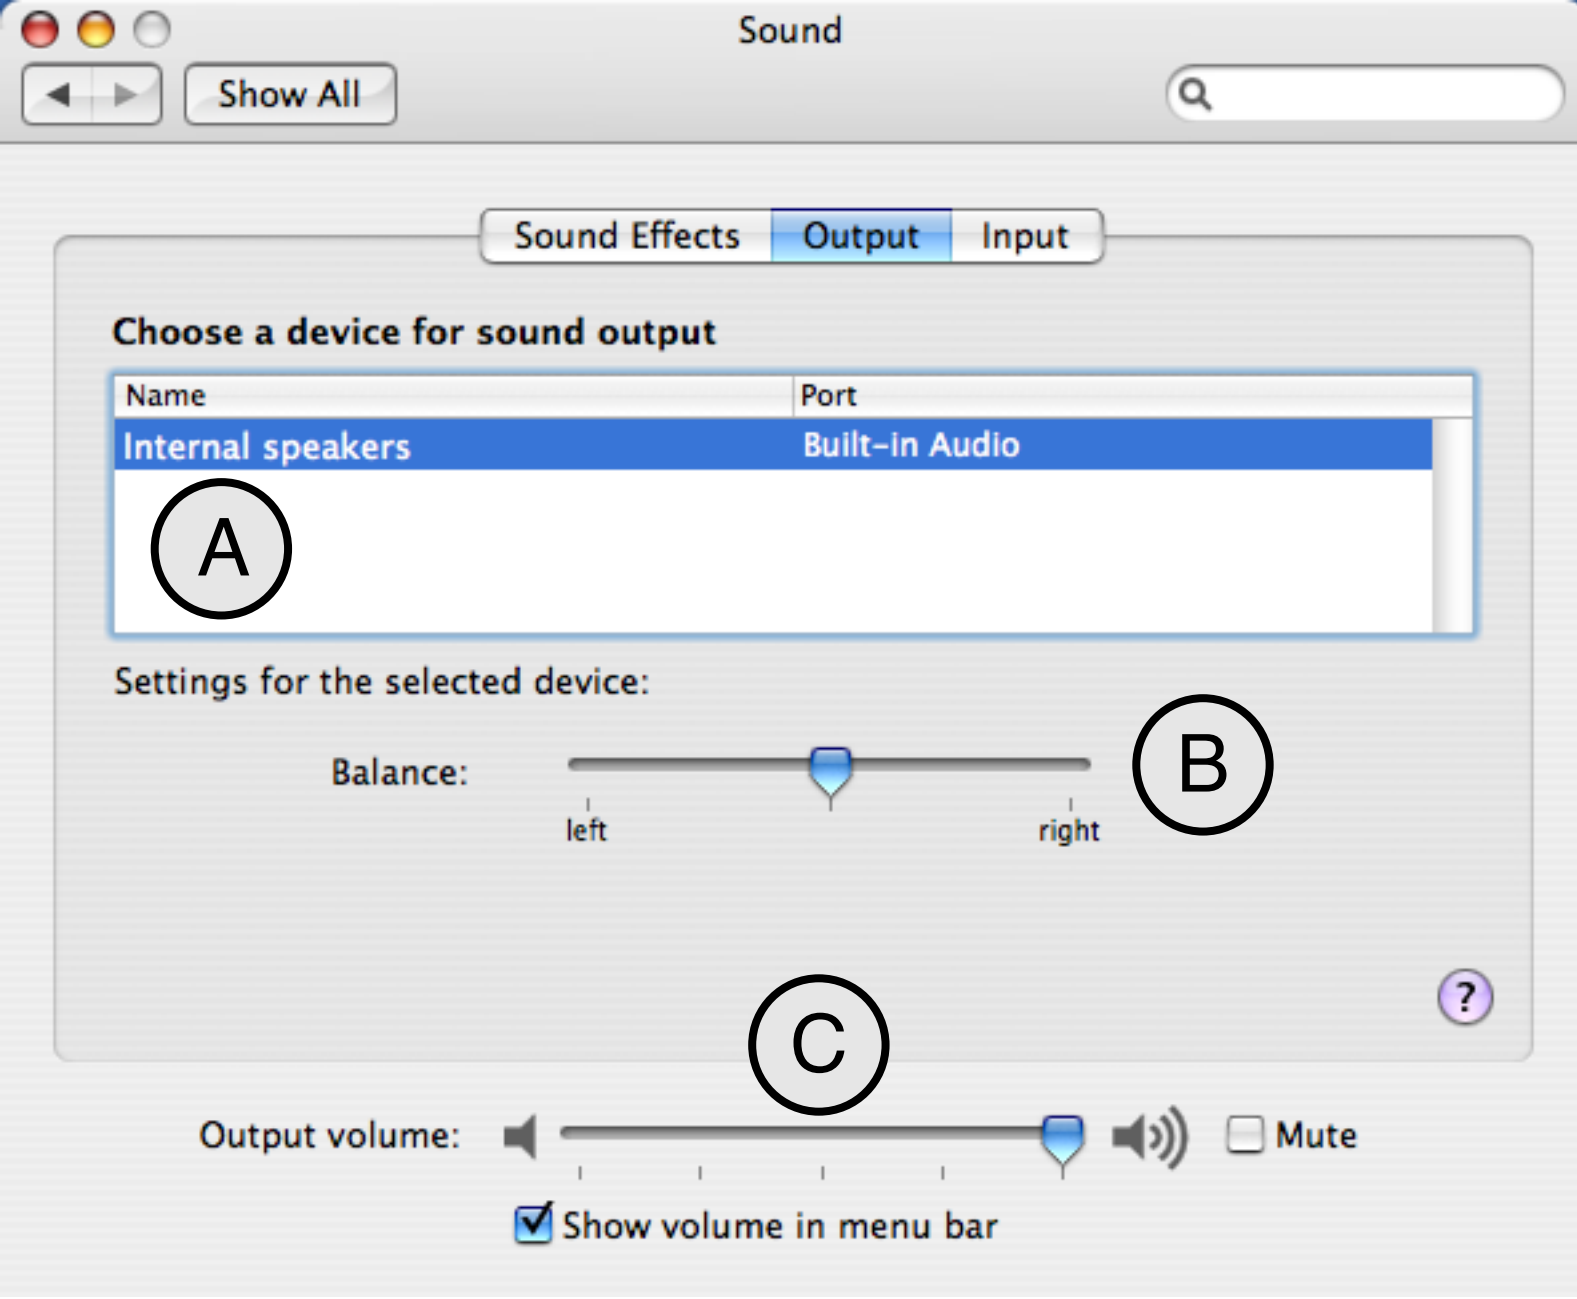 Sound
Show All
Sound Effects Output Input
Choose a device for sound output
Name Port
Internal speakers Built-in Audio
A
Settings for the selected device:
B
Balance:
left right
?
C
Output volume: Mute
Show volume in menu bar